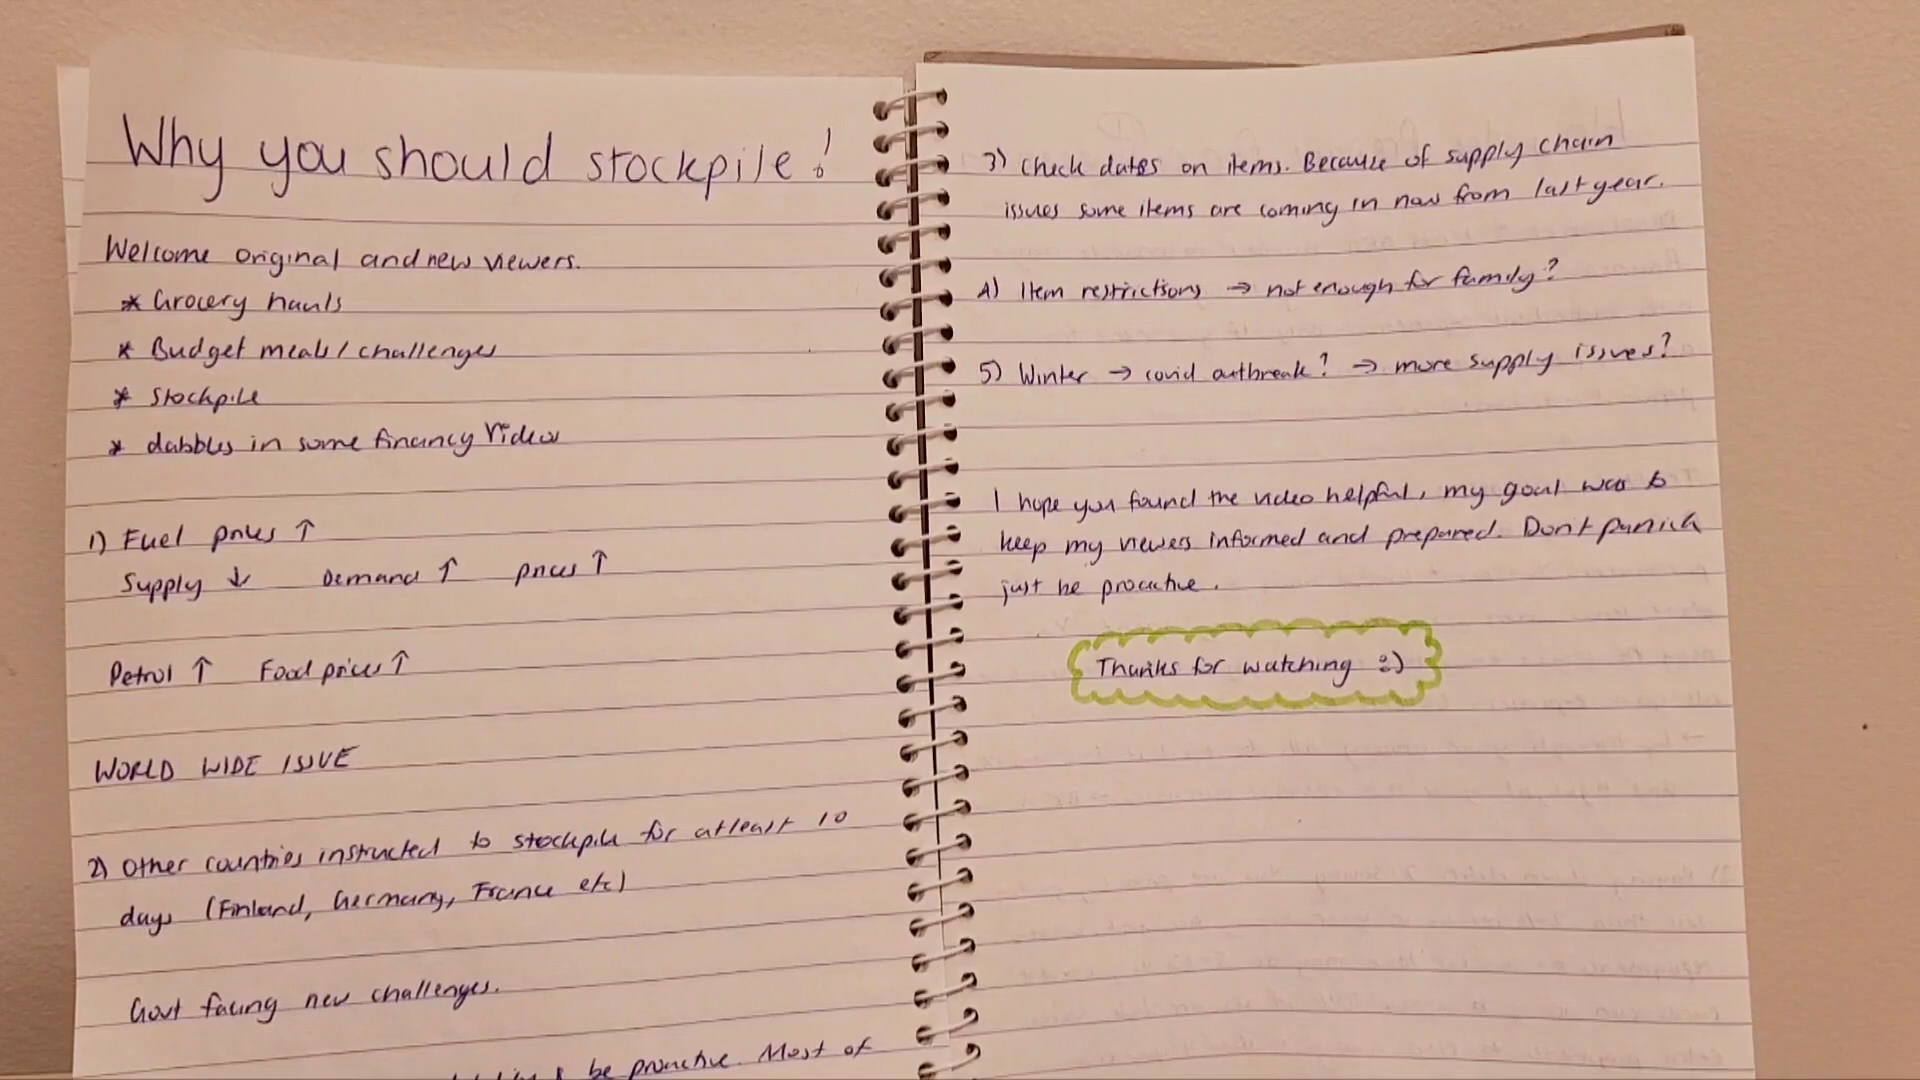 Why you should stockpile!
Welcome original and new viewers.
* Grocery hauls
* Budget meals / challenges
* Stockpile
* dabbles in some financy videos
1) Fuel prices ↑
Supply ↓ Demand ↑ prices ↑
Petrol ↑ Food prices ↑
WORLD WIDE ISSUE
2) Other countries instructed to stockpile for atleast 10
days (Finland, Germany, France etc)
Govt facing new challenges.
be proactive. Most of
3) Check dates on items. Because of supply chain
issues some items are coming in now from last year.
4) Item restrictions → not enough for family?
5) Winter → covid outbreak? → more supply issues?
I hope you found the video helpful, my goal was to
keep my viewers informed and prepared. Don't panick
just be proactive.
Thanks for watching :)